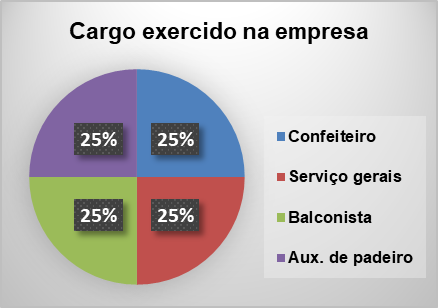 Cargo exercido na empresa
25%
25%
25%
25%
Confeiteiro
Serviço gerais
Balconista
Aux. de padeiro